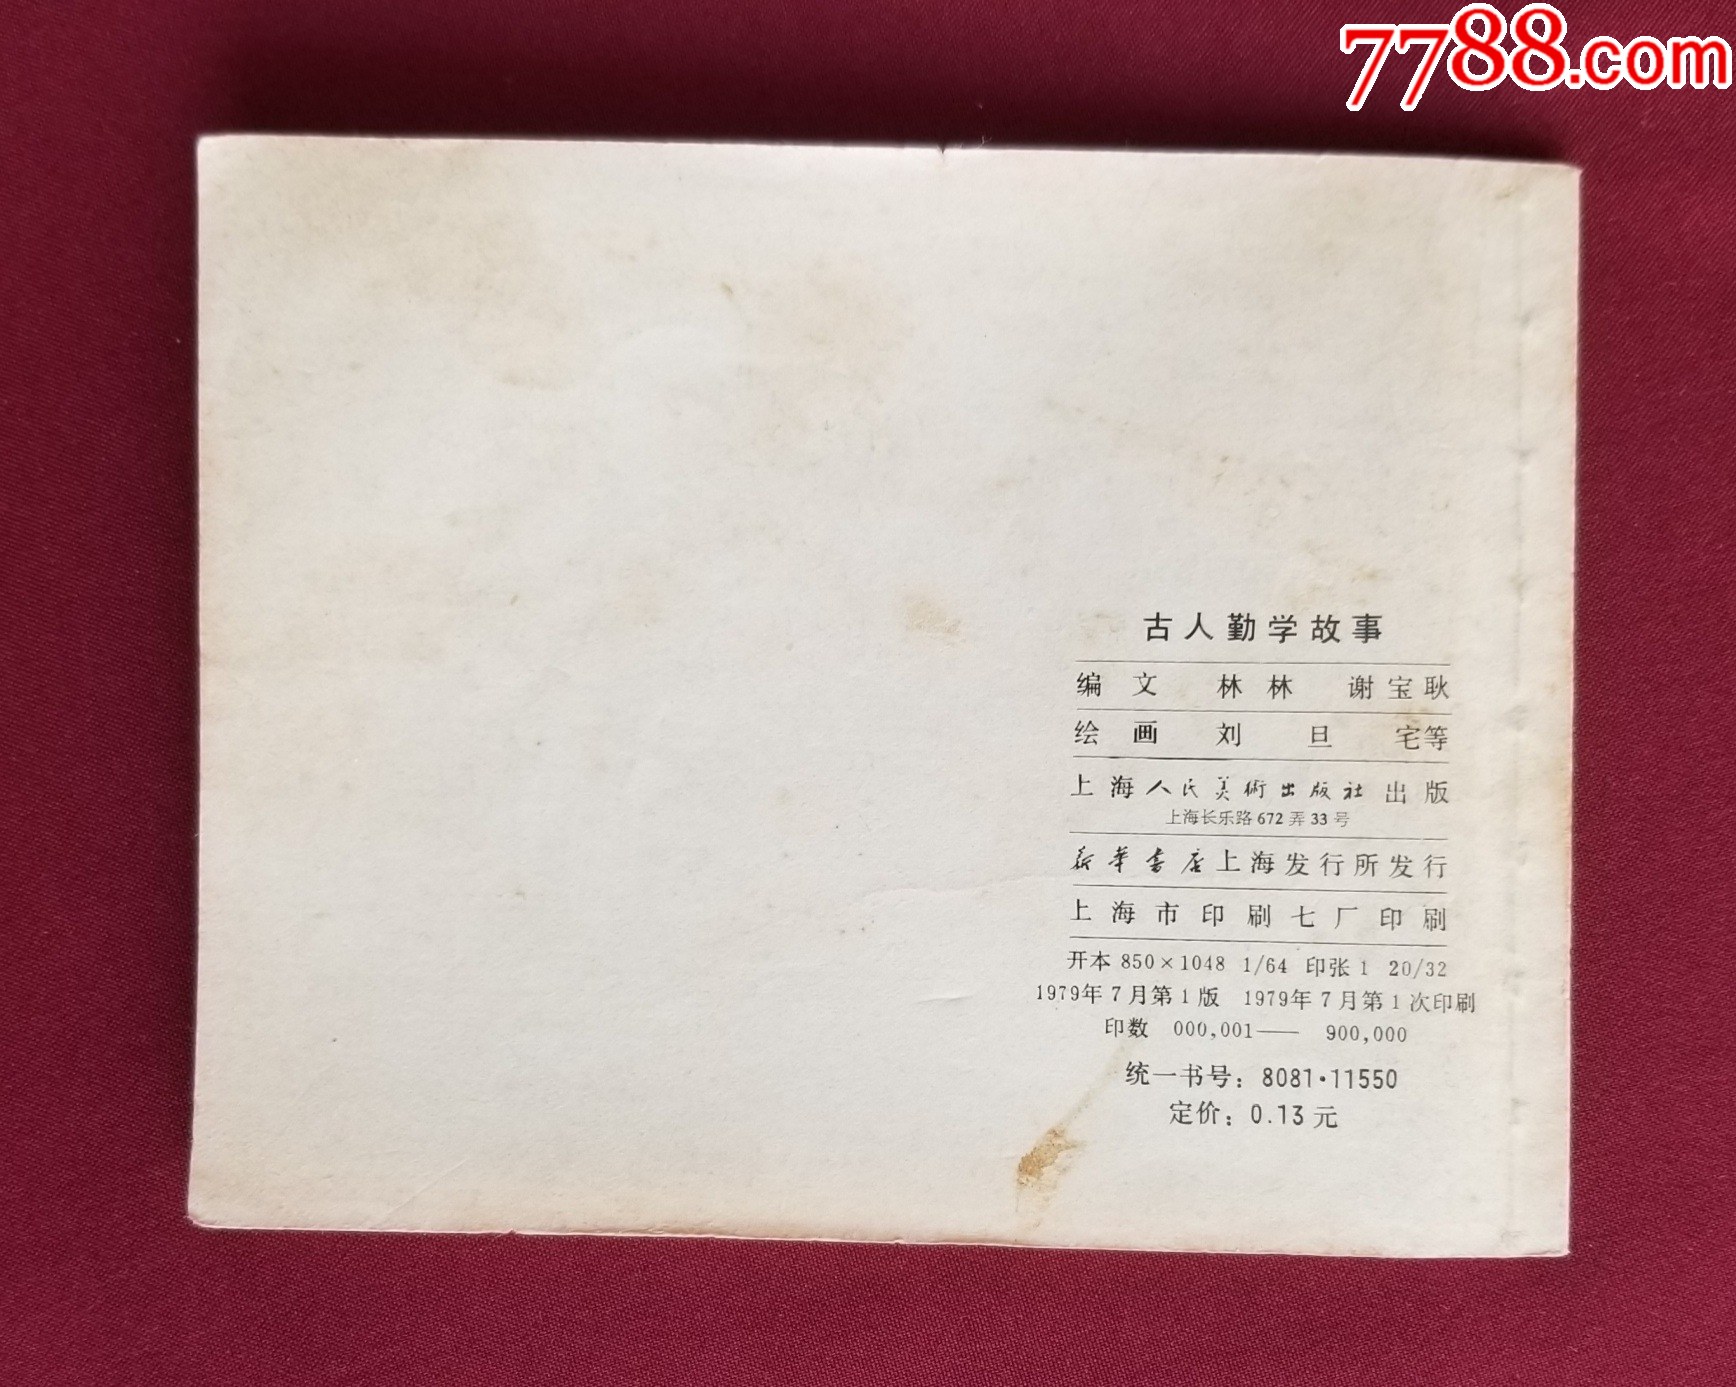 7788.com
古人勤学故事
编文 林林 谢宝耿
绘画 刘旦宅等
上海人民美術出版社出版
上海长乐路672弄33号
新华书店上海发行所发行
上海市印刷七厂印刷
开本 850×1048 1/64 印张 1 20/32
1979年7月第1版 1979年7月第1次印刷
印数 000,001—— 900,000
统一书号：8081·11550
定价：0.13元